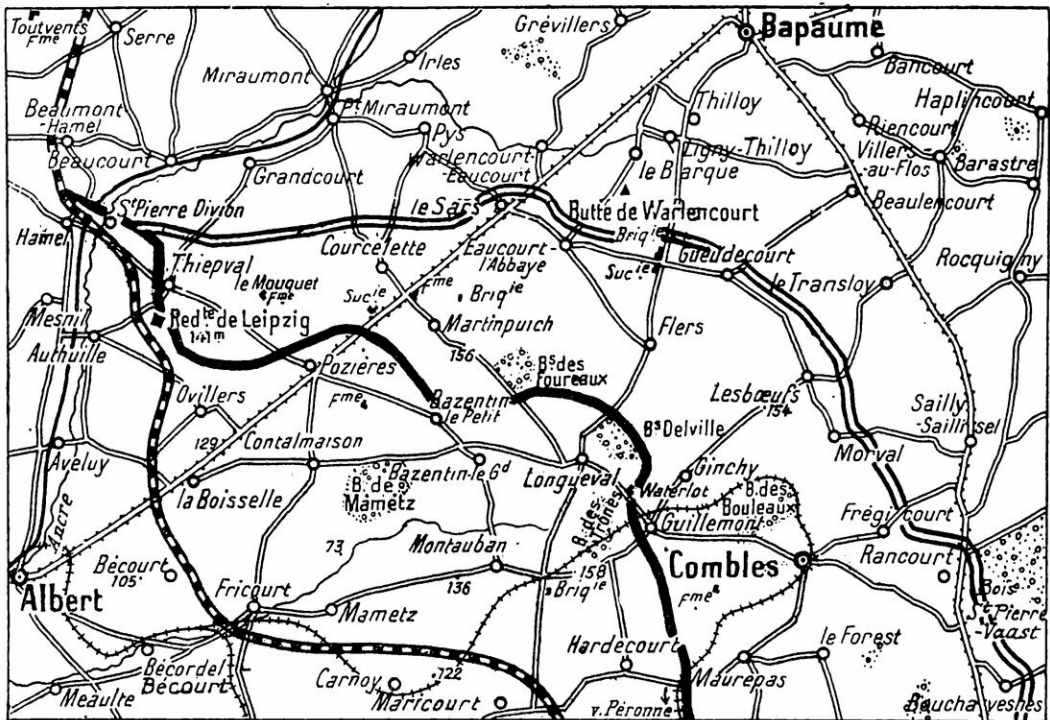 Toutvents
Fme
Serre
Grévillers
Bapaume
Bancourt
Irles
Miraumont
Pt Miraumont
Thilloy
Haplincourt
Beaumont
-Hamel
Pys
Riencourt
Beaucourt
Warlencourt
-Eaucourt
Ligny-Thilloy
Villers-
au-Flos
Barastre
Grandcourt
le Barque
St Pierre Divion
le Sars
Butte de Warlencourt
Beaulencourt
Hamel
Courcelette
Eaucourt-
l'Abbaye
Briqie
Gueudecourt
Thiepval
Sucie
le Transloy
Rocquigny
le Mouquet
Fme
Sucie
Fme
Briqie
Mesnil
Redte de Leipzig
141m
Martinpuich
Flers
Authuille
156
Pozières
Bs des
Foureaux
Lesbœufs
154
Ovillers
Fme
Bazentin
le Petit
Sailly-
Saillisel
129
Contalmaison
Bs Delville
Aveluy
Morval
Bazentin-le Gd
Longueval
Ginchy
la Boisselle
B. de
Mametz
Waterlot
B. des
Bouleaux
Ancre
B. des
Trônes
Guillemont
Frégicourt
73
Montauban
Combles
Rancourt
Bécourt
105
158
Albert
Fricourt
136
Briqie
Fme
Bois
St Pierre
-Vaast
Mametz
Hardecourt
le Forest
Bécordel
Bécourt
Carnoy
122
Maurepas
Meaulte
Maricourt
v. Péronne
Bouchavesnes